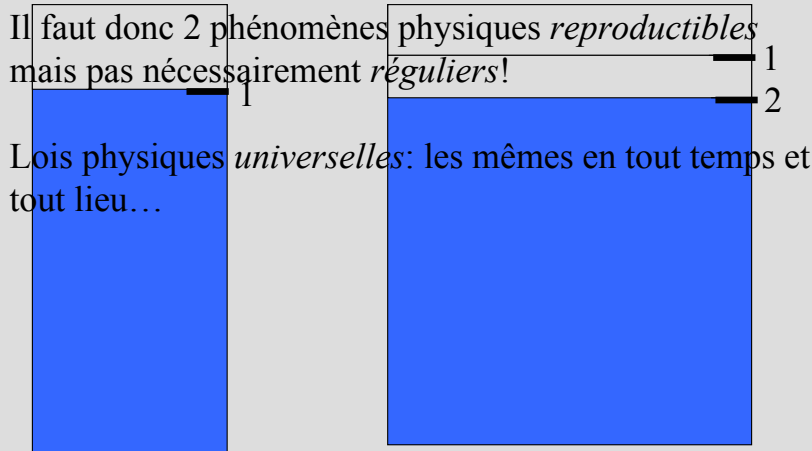 Il faut donc 2 phénomènes physiques reproductibles
mais pas nécessairement réguliers!
1
1
2
Lois physiques universelles: les mêmes en tout temps et
tout lieu…